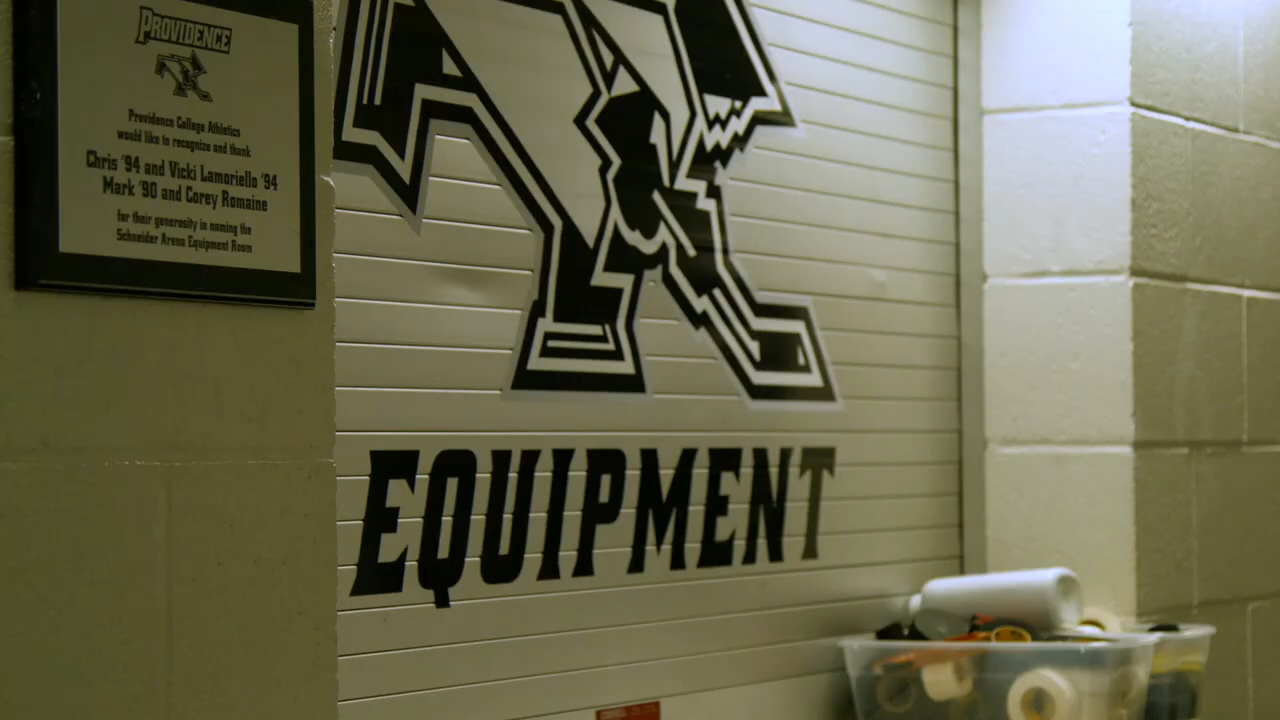 PROVIDENCE
Providence College Athletics
would like to recognize and thank
Chris '94 and Vicki Lamoriello '94
Mark '90 and Corey Romaine
for their generosity in naming the
Schneider Arena Equipment Room
EQUIPMENT